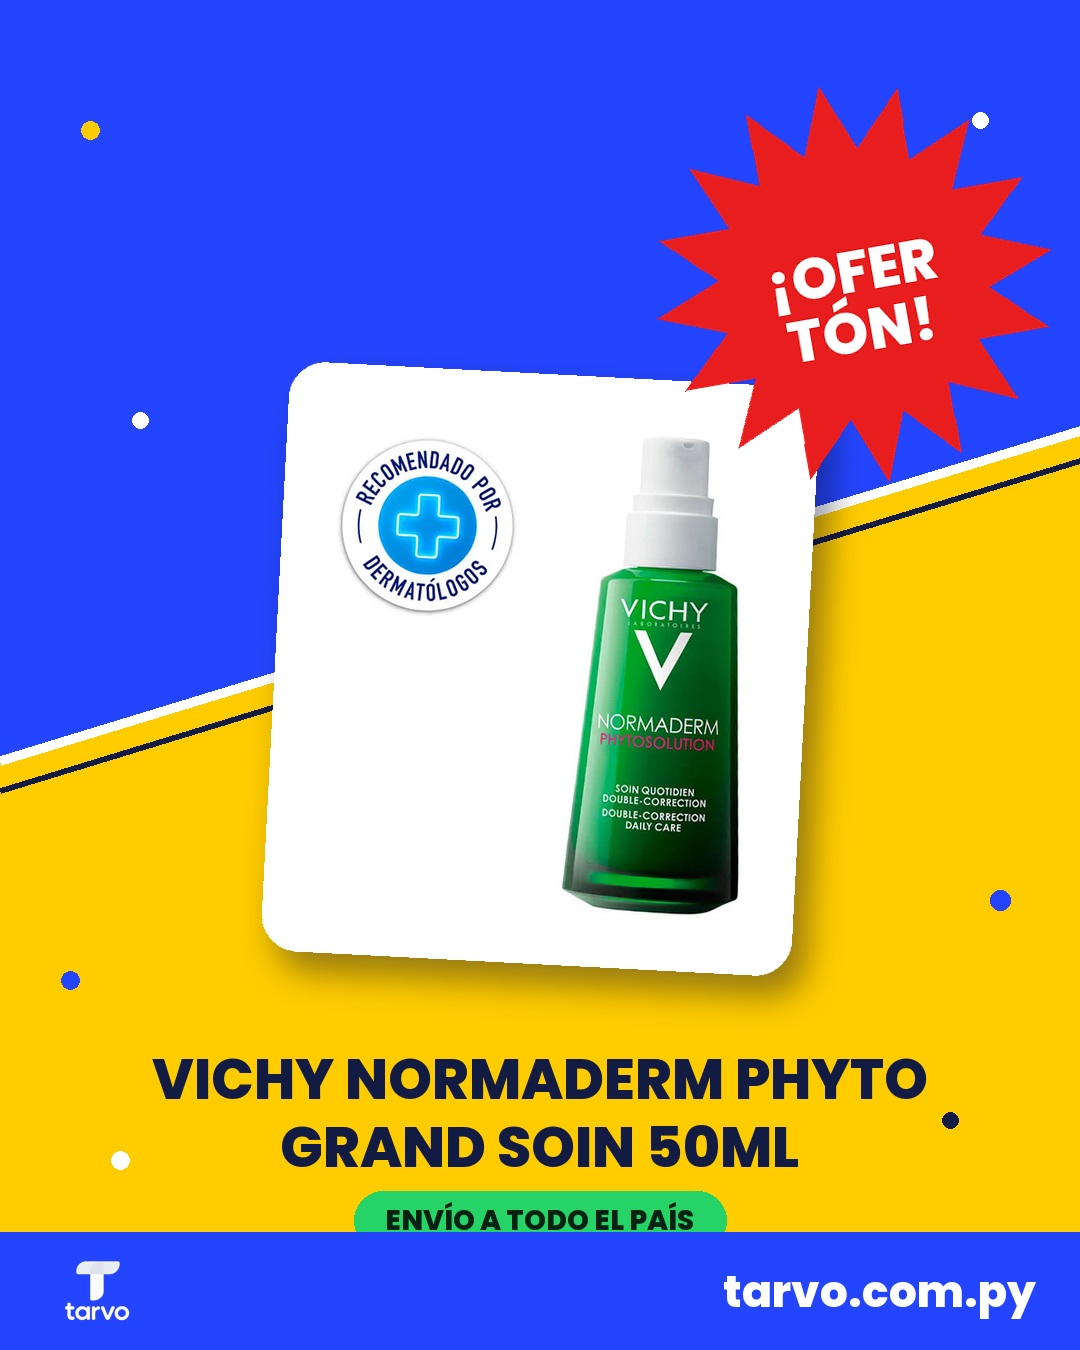 ¡OFER
TÓN!
RECOMENDADO POR
DERMATÓLOGOS
VICHY
LABORATOIRES
V
NORMADERM
PHYTOSOLUTION
SOIN QUOTIDIEN
DOUBLE-CORRECTION
DOUBLE-CORRECTION
DAILY CARE
VICHY NORMADERM PHYTO
GRAND SOIN 50ML
ENVÍO A TODO EL PAÍS
tarvo
tarvo.com.py